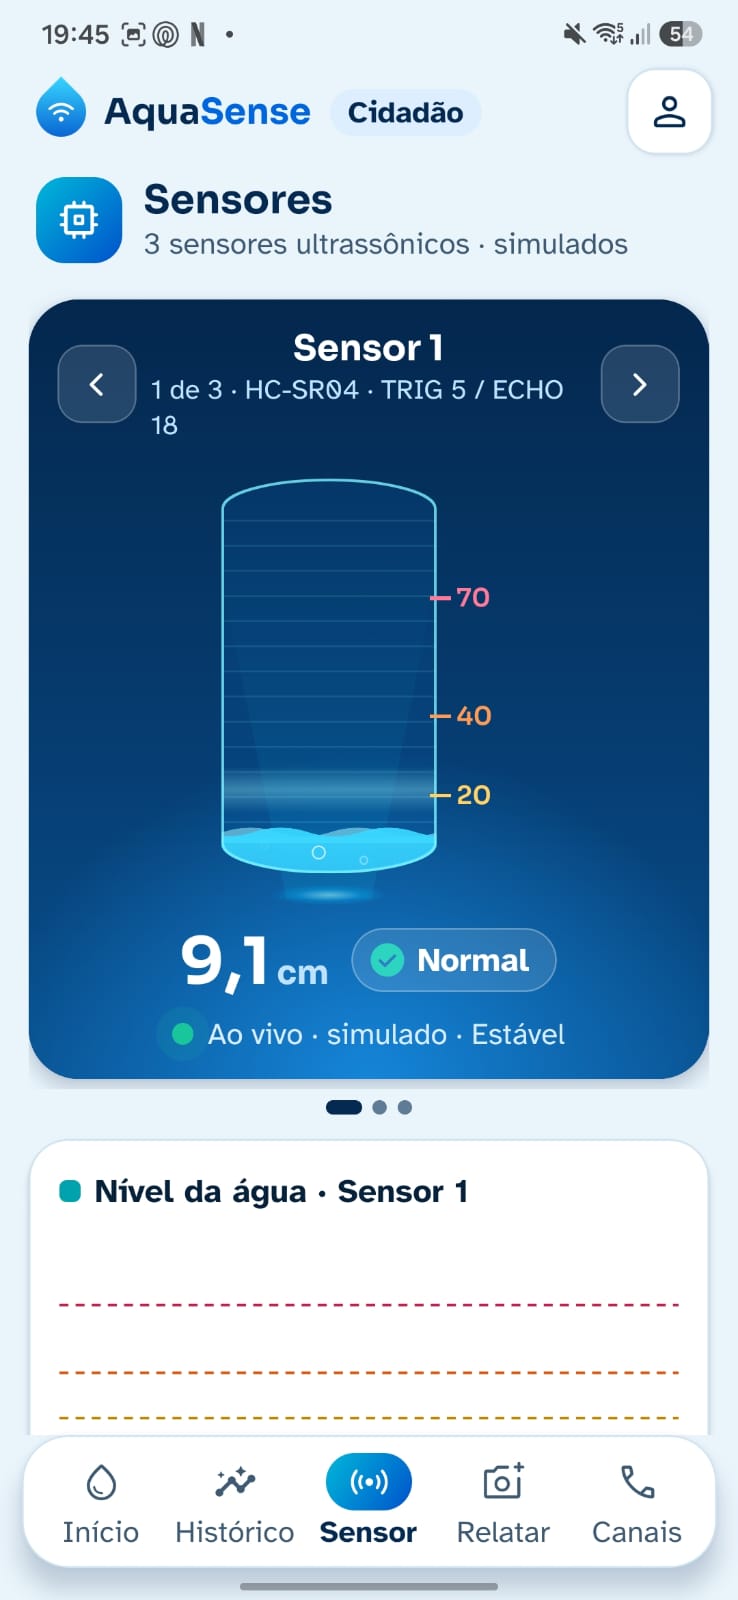 19:45
54
AquaSense Cidadão
Sensores
3 sensores ultrassônicos · simulados
Sensor 1
1 de 3 · HC-SR04 · TRIG 5 / ECHO
18
70
40
20
9,1 cm Normal
Ao vivo · simulado · Estável
Nível da água · Sensor 1
Início Histórico Sensor Relatar Canais